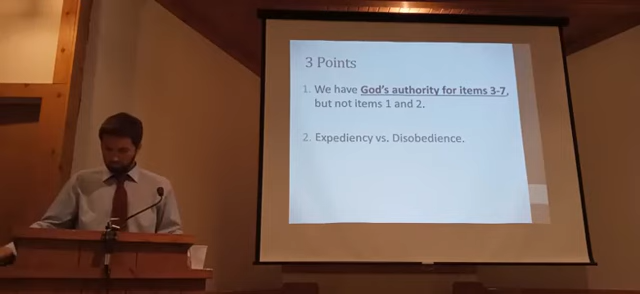 3 Points
1. We have God's authority for items 3-7,
but not items 1 and 2.
2. Expediency vs. Disobedience.